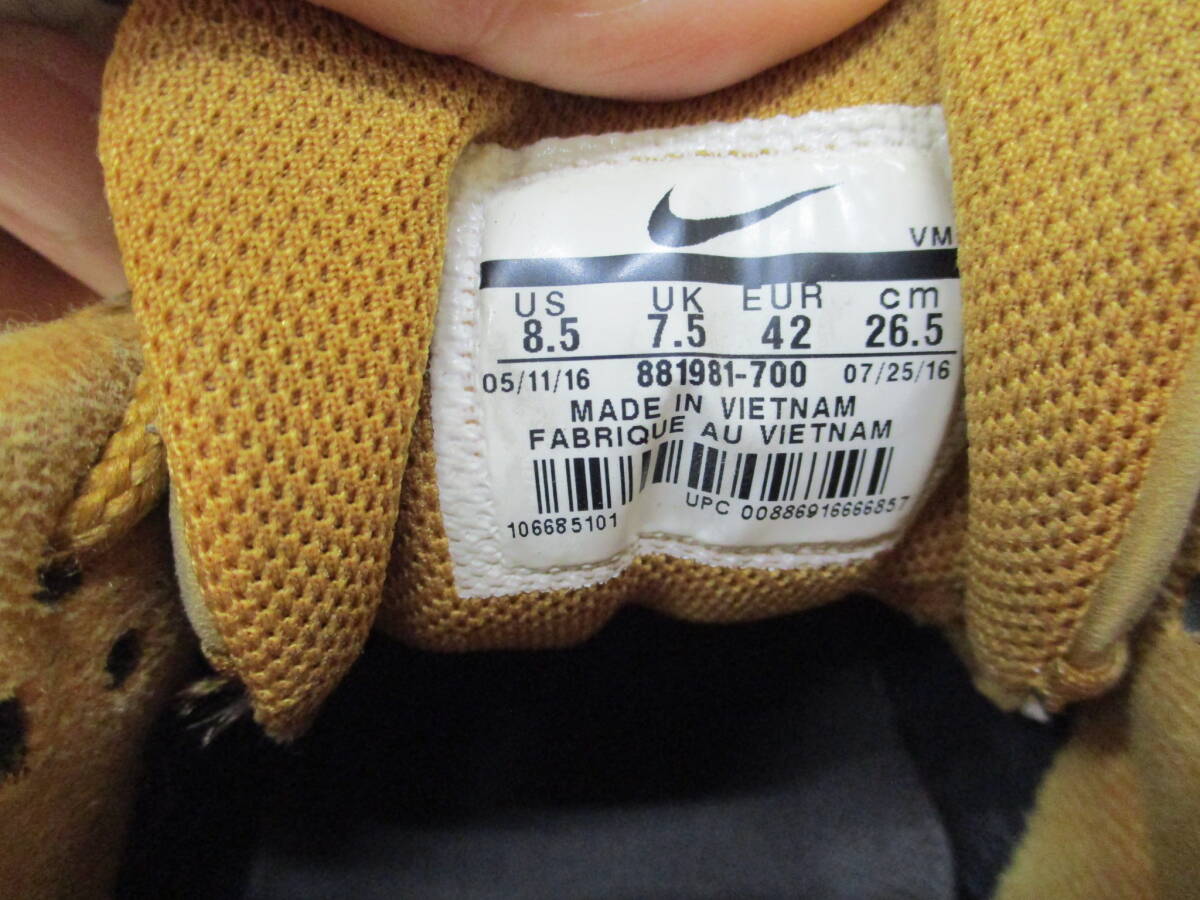 VM
US UK EUR cm
8.5 7.5 42 26.5
05/11/16 881981-700 07/25/16
MADE IN VIETNAM
FABRIQUE AU VIETNAM
106685101 UPC 00886916666857